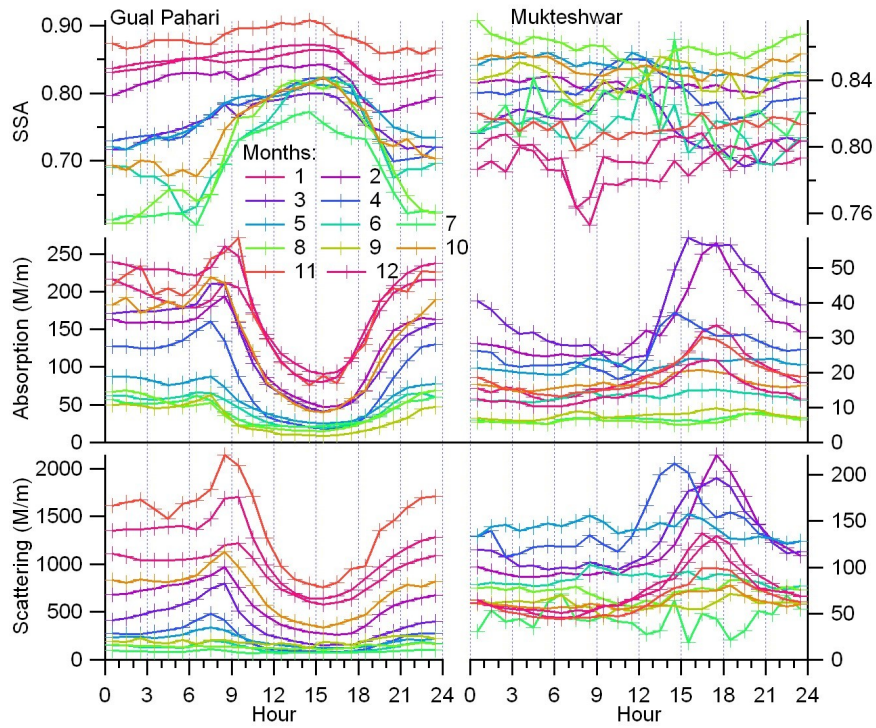 Gual Pahari
Mukteshwar
0.90
0.80
0.70
SSA
0.84
0.80
0.76
Months:
1 2
3 4
5 6 7
8 9 10
11 12
250
200
150
100
50
0
Absorption (M/m)
50
40
30
20
10
0
2000
1500
1000
500
0
Scattering (M/m)
200
150
100
50
0
0 3 6 9 12 15 18 21 24
0 3 6 9 12 15 18 21 24
Hour
Hour